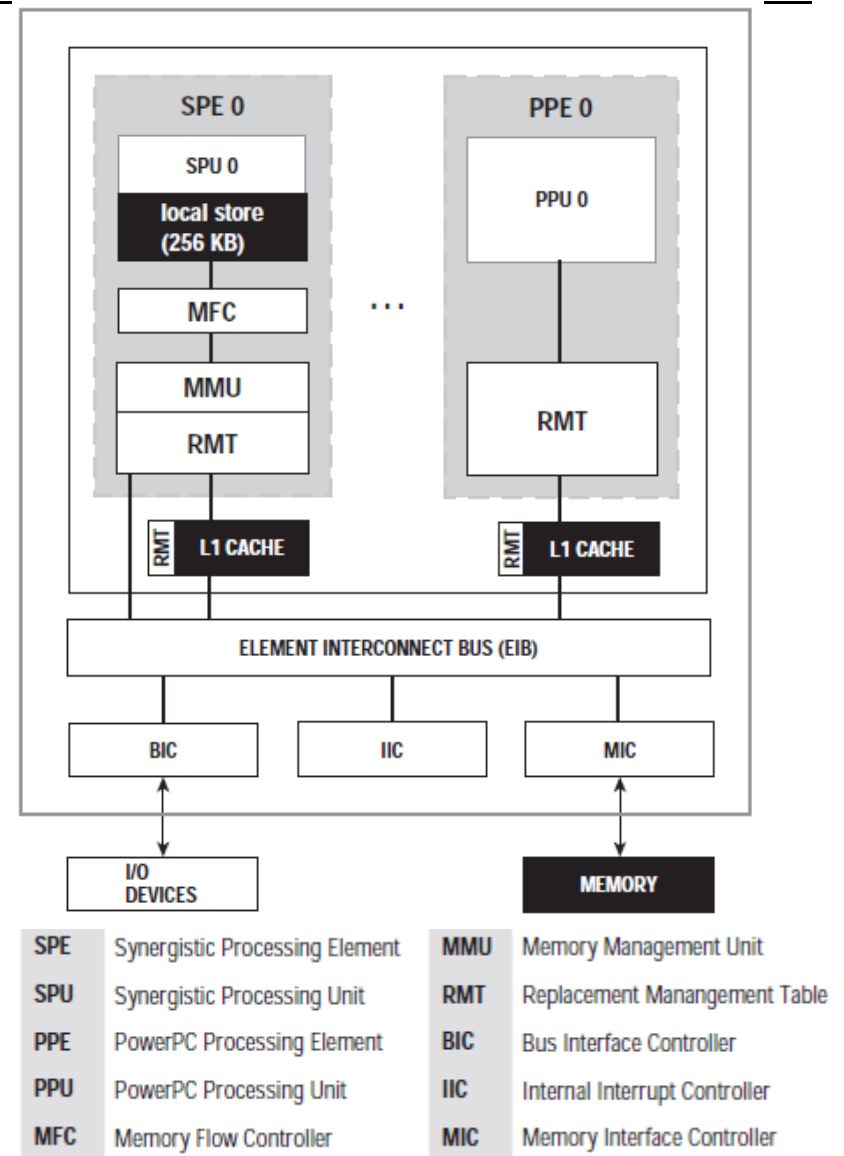 SPE 0
SPU 0
local store
(256 KB)
MFC
MMU
RMT
RMT
L1 CACHE
...
PPE 0
PPU 0
RMT
RMT
L1 CACHE
ELEMENT INTERCONNECT BUS (EIB)
BIC
IIC
MIC
I/O
DEVICES
MEMORY
SPE Synergistic Processing Element
SPU Synergistic Processing Unit
PPE PowerPC Processing Element
PPU PowerPC Processing Unit
MFC Memory Flow Controller
MMU Memory Management Unit
RMT Replacement Manangement Table
BIC Bus Interface Controller
IIC Internal Interrupt Controller
MIC Memory Interface Controller